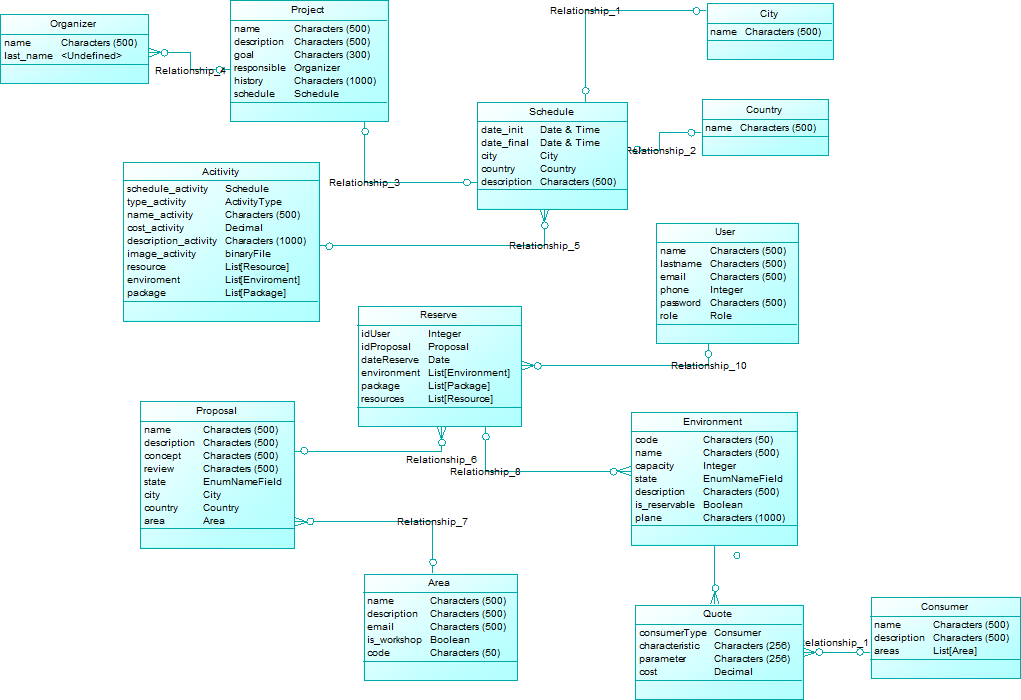 Organizer
name Characters (500)
last_name <Undefined>
Project
name Characters (500)
description Characters (500)
goal Characters (300)
responsible Organizer
history Characters (1000)
schedule Schedule
Relationship_4
Relationship_1
City
name Characters (500)
Schedule
date_init Date & Time
date_final Date & Time
city City
country Country
description Characters (500)
Country
name Characters (500)
Relationship_2
Relationship_3
Acitivity
schedule_activity Schedule
type_activity ActivityType
name_activity Characters (500)
cost_activity Decimal
description_activity Characters (1000)
image_activity binaryFile
resource List[Resource]
enviroment List[Enviroment]
package List[Package]
Relationship_5
User
name Characters (500)
lastname Characters (500)
email Characters (500)
phone Integer
password Characters (500)
role Role
Relationship_10
Reserve
idUser Integer
idProposal Proposal
dateReserve Date
environment List[Environment]
package List[Package]
resources List[Resource]
Relationship_6
Relationship_8
Proposal
name Characters (500)
description Characters (500)
concept Characters (500)
review Characters (500)
state EnumNameField
city City
country Country
area Area
Relationship_7
Environment
code Characters (50)
name Characters (500)
capacity Integer
state EnumNameField
description Characters (500)
is_reservable Boolean
plane Characters (1000)
Area
name Characters (500)
description Characters (500)
email Characters (500)
is_workshop Boolean
code Characters (50)
Quote
consumerType Consumer
characteristic Characters (256)
parameter Characters (256)
cost Decimal
elationship_1
Consumer
name Characters (500)
description Characters (500)
areas List[Area]